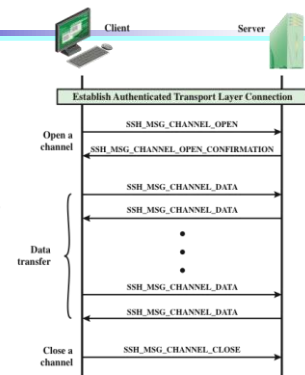 Client
Server
Establish Authenticated Transport Layer Connection
Open a
channel
SSH_MSG_CHANNEL_OPEN
SSH_MSG_CHANNEL_OPEN_CONFIRMATION
Data
transfer
SSH_MSG_CHANNEL_DATA
SSH_MSG_CHANNEL_DATA
SSH_MSG_CHANNEL_DATA
SSH_MSG_CHANNEL_DATA
Close a
channel
SSH_MSG_CHANNEL_CLOSE